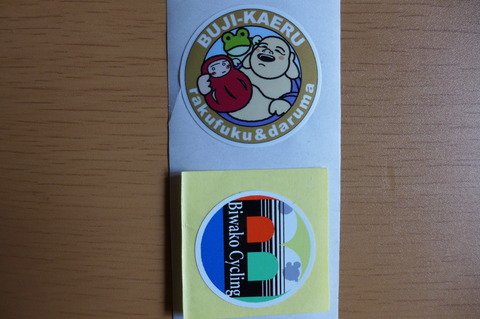 BUJI-KAERU
rakufuku&daruma
Biwako Cycling